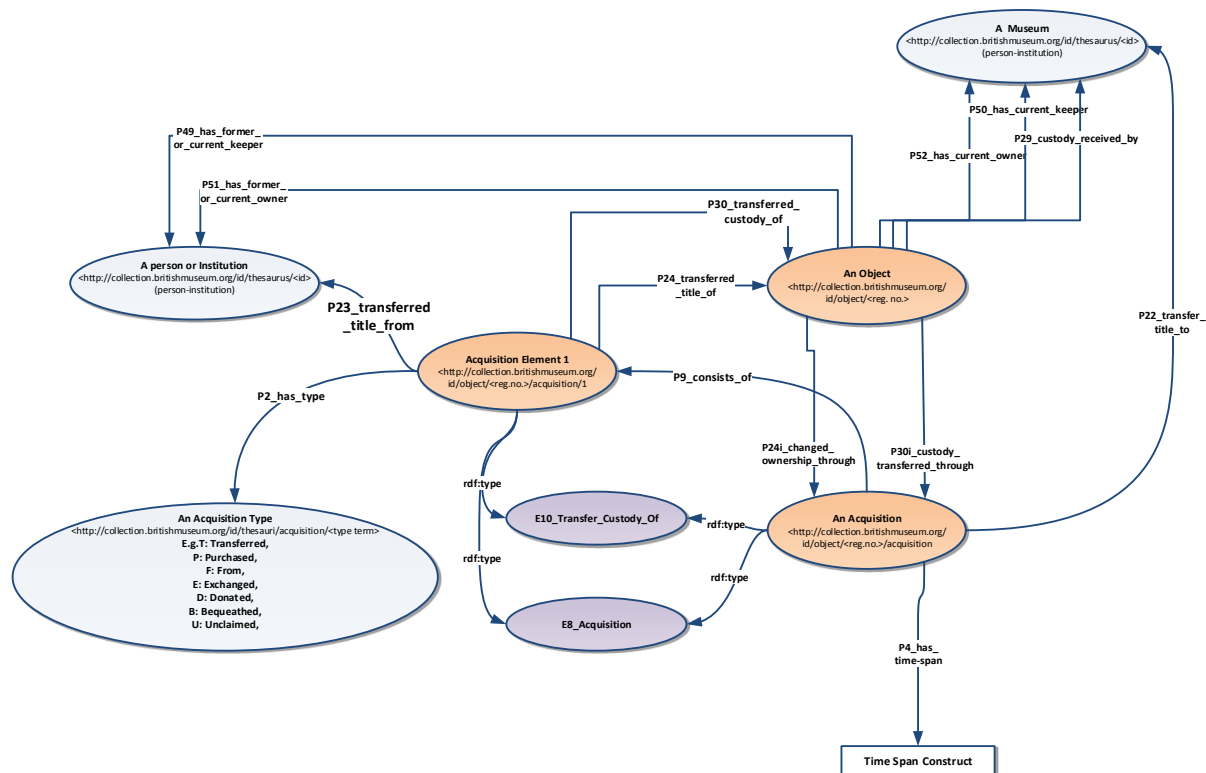 A  Museum
<http://collection.britishmuseum.org/id/thesaurus/<id>
(person-institution)
P50_has_current_keeper
P49_has_former_
or_current_keeper
P29_custody_received_by
P52_has_current_owner
P51_has_former_
or_current_owner
P30_transferred_
custody_of
A person or Institution
<http://collection.britishmuseum.org/id/thesaurus/<id>
(person-institution)
An Object
<http://collection.britishmuseum.org/
id/object/<reg. no.>
P24_transferred
_title_of
P23_transferred
_title_from
P22_transfer_
title_to
Acquisition Element 1
<http://collection.britishmuseum.org/
id/object/<reg.no.>/acquisition/1
P9_consists_of
P2_has_type
P24i_changed_
ownership_through
P30i_custody_
transferred_through
rdf:type
An Acquisition Type
<http://collection.britishmuseum.org/id/thesauri/acquisition/<type term>
E.g.T: Transferred,
P: Purchased,
F: From,
E: Exchanged,
D: Donated,
B: Bequeathed,
U: Unclaimed,
E10_Transfer_Custody_Of
rdf:type
An Acquisition
<http://collection.britishmuseum.org/
id/object/<reg.no.>/acquisition
rdf:type
rdf:type
E8_Acquisition
P4_has_
time-span
Time Span Construct